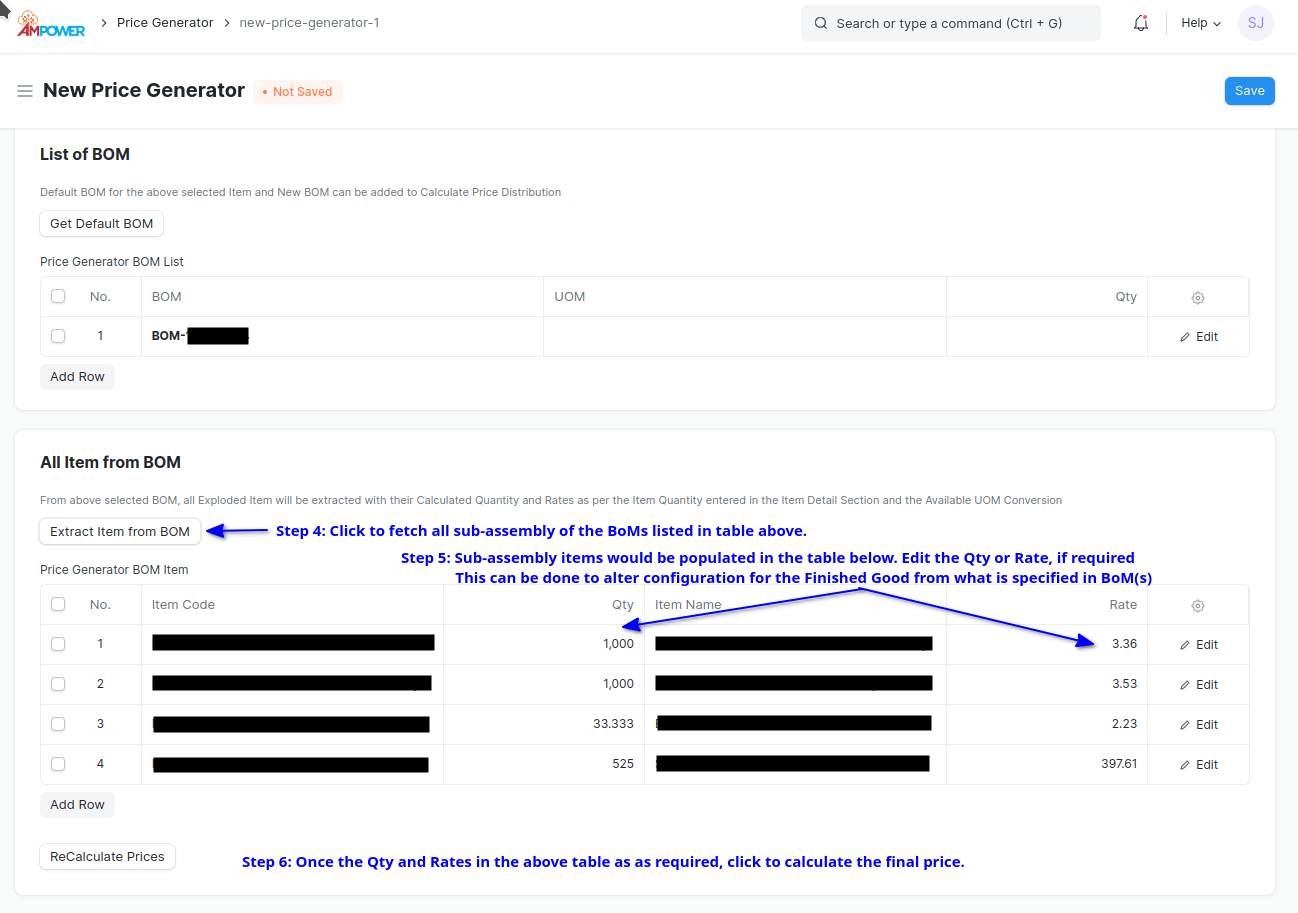 AMPOWER
Price Generator
new-price-generator-1
Search or type a command (Ctrl + G)
Help
SJ
New Price Generator
Not Saved
Save
List of BOM
Default BOM for the above selected Item and New BOM can be added to Calculate Price Distribution
Get Default BOM
Price Generator BOM List
No. BOM UOM Qty
1 BOM- Edit
Add Row
All Item from BOM
From above selected BOM, all Exploded Item will be extracted with their Calculated Quantity and Rates as per the Item Quantity entered in the Item Detail Section and the Available UOM Conversion
Extract Item from BOM
Step 4: Click to fetch all sub-assembly of the BoMs listed in table above.
Step 5: Sub-assembly items would be populated in the table below. Edit the Qty or Rate, if required
This can be done to alter configuration for the Finished Good from what is specified in BoM(s)
Price Generator BOM Item
No. Item Code Qty Item Name Rate
1 1,000 3.36 Edit
2 1,000 3.53 Edit
3 33.333 2.23 Edit
4 525 397.61 Edit
Add Row
ReCalculate Prices
Step 6: Once the Qty and Rates in the above table as as required, click to calculate the final price.